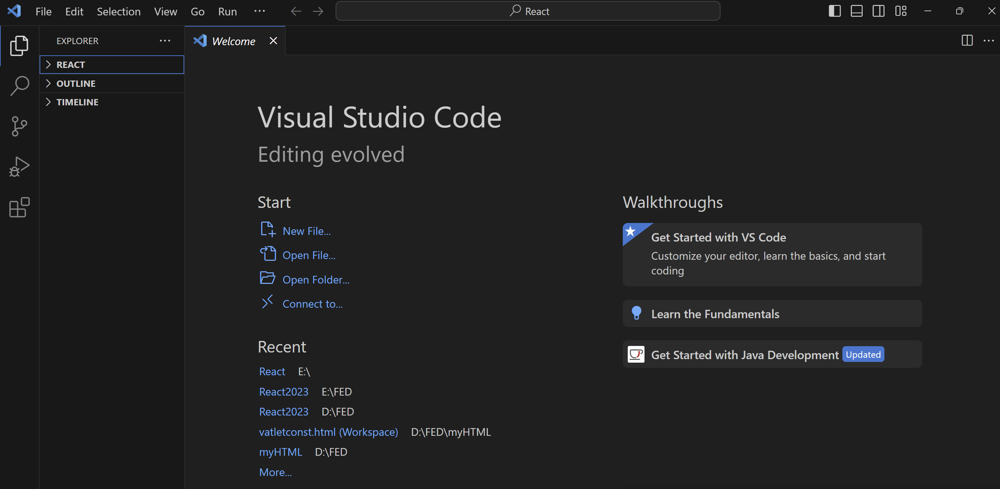 File Edit Selection View Go Run ··· React
EXPLORER ···
REACT
OUTLINE
TIMELINE
Welcome
Visual Studio Code
Editing evolved
Start
New File...
Open File...
Open Folder...
Connect to...
Recent
React E:\
React2023 E:\FED
React2023 D:\FED
vatletconst.html (Workspace) D:\FED\myHTML
myHTML D:\FED
More...
Walkthroughs
Get Started with VS Code
Customize your editor, learn the basics, and start
coding
Learn the Fundamentals
Get Started with Java Development Updated